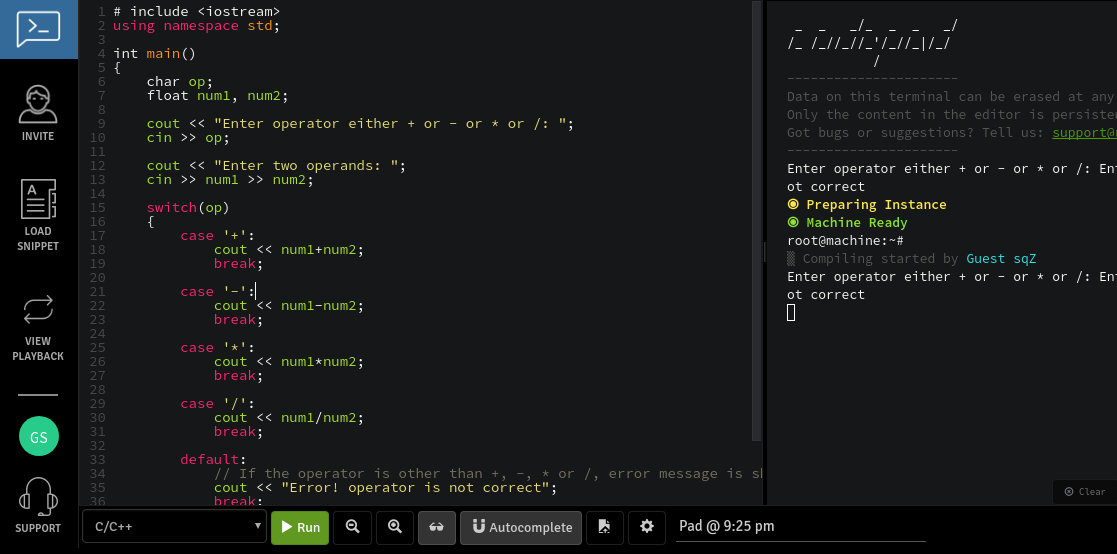 INVITE
LOAD
SNIPPET
VIEW
PLAYBACK
GS
SUPPORT
1 # include <iostream>
2 using namespace std;
3
4 int main()
5 {
6 char op;
7 float num1, num2;
8
9 cout << "Enter operator either + or - or * or /: ";
10 cin >> op;
11
12 cout << "Enter two operands: ";
13 cin >> num1 >> num2;
14
15 switch(op)
16 {
17 case '+':
18 cout << num1+num2;
19 break;
20
21 case '-':
22 cout << num1-num2;
23 break;
24
25 case '*':
26 cout << num1*num2;
27 break;
28
29 case '/':
30 cout << num1/num2;
31 break;
32
33 default:
34 // If the operator is other than +, -, * or /, error message is sh
35 cout << "Error! operator is not correct";
36 break;
_ _ _/_ _ _ _/
/_ /_//_//_'/_//_|/_/
/
----------------------
Data on this terminal can be erased at any
Only the content in the editor is persiste
Got bugs or suggestions? Tell us: support@
----------------------
Enter operator either + or - or * or /: Ent
ot correct
Preparing Instance
Machine Ready
root@machine:~#
Compiling started by Guest sqZ
Enter operator either + or - or * or /: Ent
ot correct
Clear
C/C++ Run Autocomplete Pad @ 9:25 pm